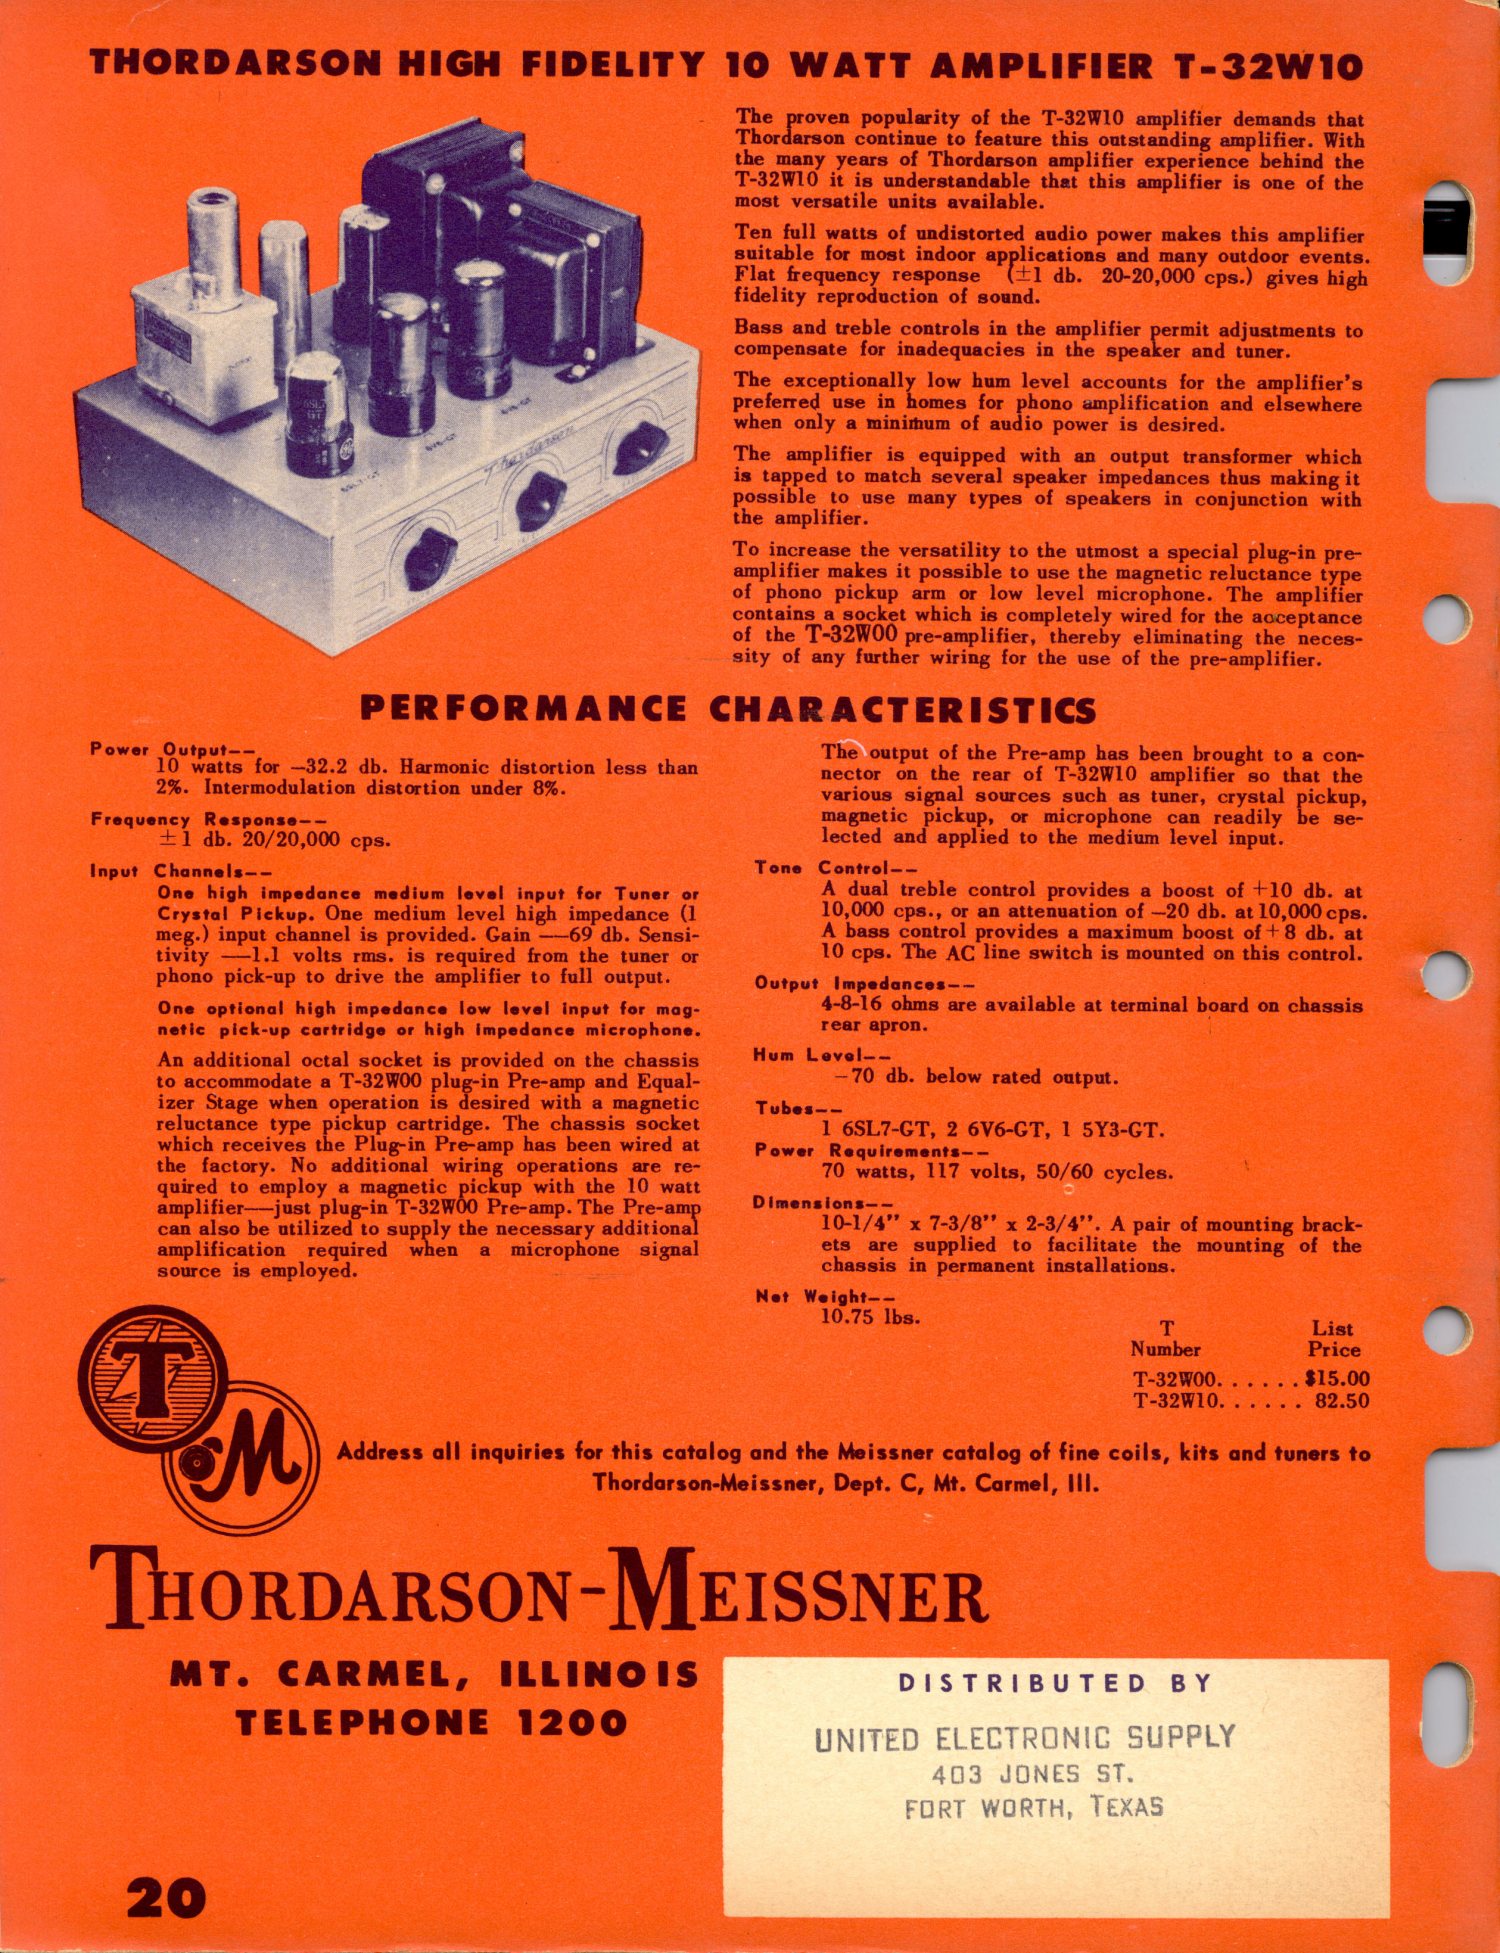 THORDARSON HIGH FIDELITY 10 WATT AMPLIFIER T-32W10
The proven popularity of the T-32W10 amplifier demands that
Thordarson continue to feature this outstanding amplifier. With
the many years of Thordarson amplifier experience behind the
T-32W10 it is understandable that this amplifier is one of the
most versatile units available.
Ten full watts of undistorted audio power makes this amplifier
suitable for most indoor applications and many outdoor events.
Flat frequency response (±1 db. 20-20,000 cps.) gives high
fidelity reproduction of sound.
Bass and treble controls in the amplifier permit adjustments to
compensate for inadequacies in the speaker and tuner.
The exceptionally low hum level accounts for the amplifier's
preferred use in homes for phono amplification and elsewhere
when only a minimum of audio power is desired.
The amplifier is equipped with an output transformer which
is tapped to match several speaker impedances thus making it
possible to use many types of speakers in conjunction with
the amplifier.
To increase the versatility to the utmost a special plug-in pre-
amplifier makes it possible to use the magnetic reluctance type
of phono pickup arm or low level microphone. The amplifier
contains a socket which is completely wired for the acceptance
of the T-32W00 pre-amplifier, thereby eliminating the neces-
sity of any further wiring for the use of the pre-amplifier.
6SL7
GT
6SL7-GT
6V6-GT
6V6-GT
Thordarson
PERFORMANCE CHARACTERISTICS
Power Output--
10 watts for —32.2 db. Harmonic distortion less than
2%. Intermodulation distortion under 8%.
Frequency Response--
± 1 db. 20/20,000 cps.
Input Channels--
One high impedance medium level input for Tuner or
Crystal Pickup. One medium level high impedance (1
meg.) input channel is provided. Gain —69 db. Sensi-
tivity —1.1 volts rms. is required from the tuner or
phono pick-up to drive the amplifier to full output.
One optional high impedance low level input for mag-
netic pick-up cartridge or high impedance microphone.
An additional octal socket is provided on the chassis
to accommodate a T-32W00 plug-in Pre-amp and Equal-
izer Stage when operation is desired with a magnetic
reluctance type pickup cartridge. The chassis socket
which receives the Plug-in Pre-amp has been wired at
the factory. No additional wiring operations are re-
quired to employ a magnetic pickup with the 10 watt
amplifier—just plug-in T-32W00 Pre-amp. The Pre-amp
can also be utilized to supply the necessary additional
amplification required when a microphone signal
source is employed.
The output of the Pre-amp has been brought to a con-
nector on the rear of T-32W10 amplifier so that the
various signal sources such as tuner, crystal pickup,
magnetic pickup, or microphone can readily be se-
lected and applied to the medium level input.
Tone Control--
A dual treble control provides a boost of +10 db. at
10,000 cps., or an attenuation of —20 db. at 10,000 cps.
A bass control provides a maximum boost of + 8 db. at
10 cps. The AC line switch is mounted on this control.
Output Impedances--
4-8-16 ohms are available at terminal board on chassis
rear apron.
Hum Level--
—70 db. below rated output.
Tubes--
1 6SL7-GT, 2 6V6-GT, 1 5Y3-GT.
Power Requirements--
70 watts, 117 volts, 50/60 cycles.
Dimensions--
10-1/4" x 7-3/8" x 2-3/4". A pair of mounting brack-
ets are supplied to facilitate the mounting of the
chassis in permanent installations.
Net Weight--
10.75 lbs.
T List
Number Price
T-32W00. . . . . . $15.00
T-32W10. . . . . . 82.50
T
M
Address all inquiries for this catalog and the Meissner catalog of fine coils, kits and tuners to
Thordarson-Meissner, Dept. C, Mt. Carmel, Ill.
THORDARSON-MEISSNER
MT. CARMEL, ILLINOIS
TELEPHONE 1200
DISTRIBUTED BY
UNITED ELECTRONIC SUPPLY
403 JONES ST.
FORT WORTH, TEXAS
20